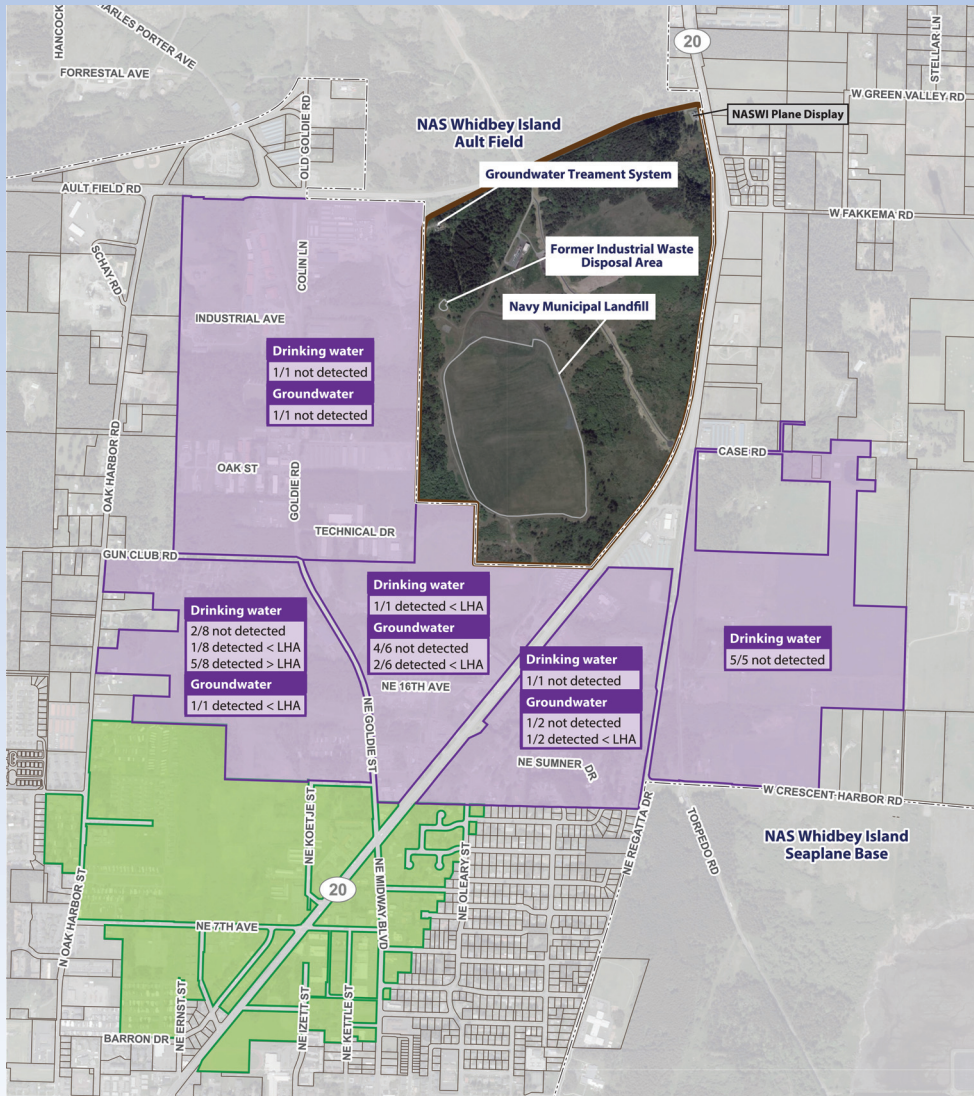 HANCOCK
CHARLES PORTER AVE
FORRESTAL AVE
OLD GOLDIE RD
20
STELLAR LN
W GREEN VALLEY RD
NASWI Plane Display
NAS Whidbey Island
Ault Field
Groundwater Treament System
AULT FIELD RD
W FAKKEMA RD
SCHAY RD
COLIN LN
Former Industrial Waste
Disposal Area
Navy Municipal Landfill
INDUSTRIAL AVE
Drinking water
1/1 not detected
Groundwater
1/1 not detected
OAK HARBOR RD
OAK ST
GOLDIE RD
TECHNICAL DR
CASE RD
GUN CLUB RD
Drinking water
2/8 not detected
1/8 detected < LHA
5/8 detected > LHA
Groundwater
1/1 detected < LHA
Drinking water
1/1 detected < LHA
Groundwater
4/6 not detected
2/6 detected < LHA
NE 16TH AVE
NE GOLDIE ST
Drinking water
1/1 not detected
Groundwater
1/2 not detected
1/2 detected < LHA
NE SUMNER DR
Drinking water
5/5 not detected
W CRESCENT HARBOR RD
NE REGATTA DR
TORPEDO RD
NAS Whidbey Island
Seaplane Base
NE KOETJE ST
20
NE MIDWAY BLVD
NE OLEARY ST
N OAK HARBOR ST
NE 7TH AVE
NE ERNST ST
NE IZETT ST
NE KETTLE ST
BARRON DR